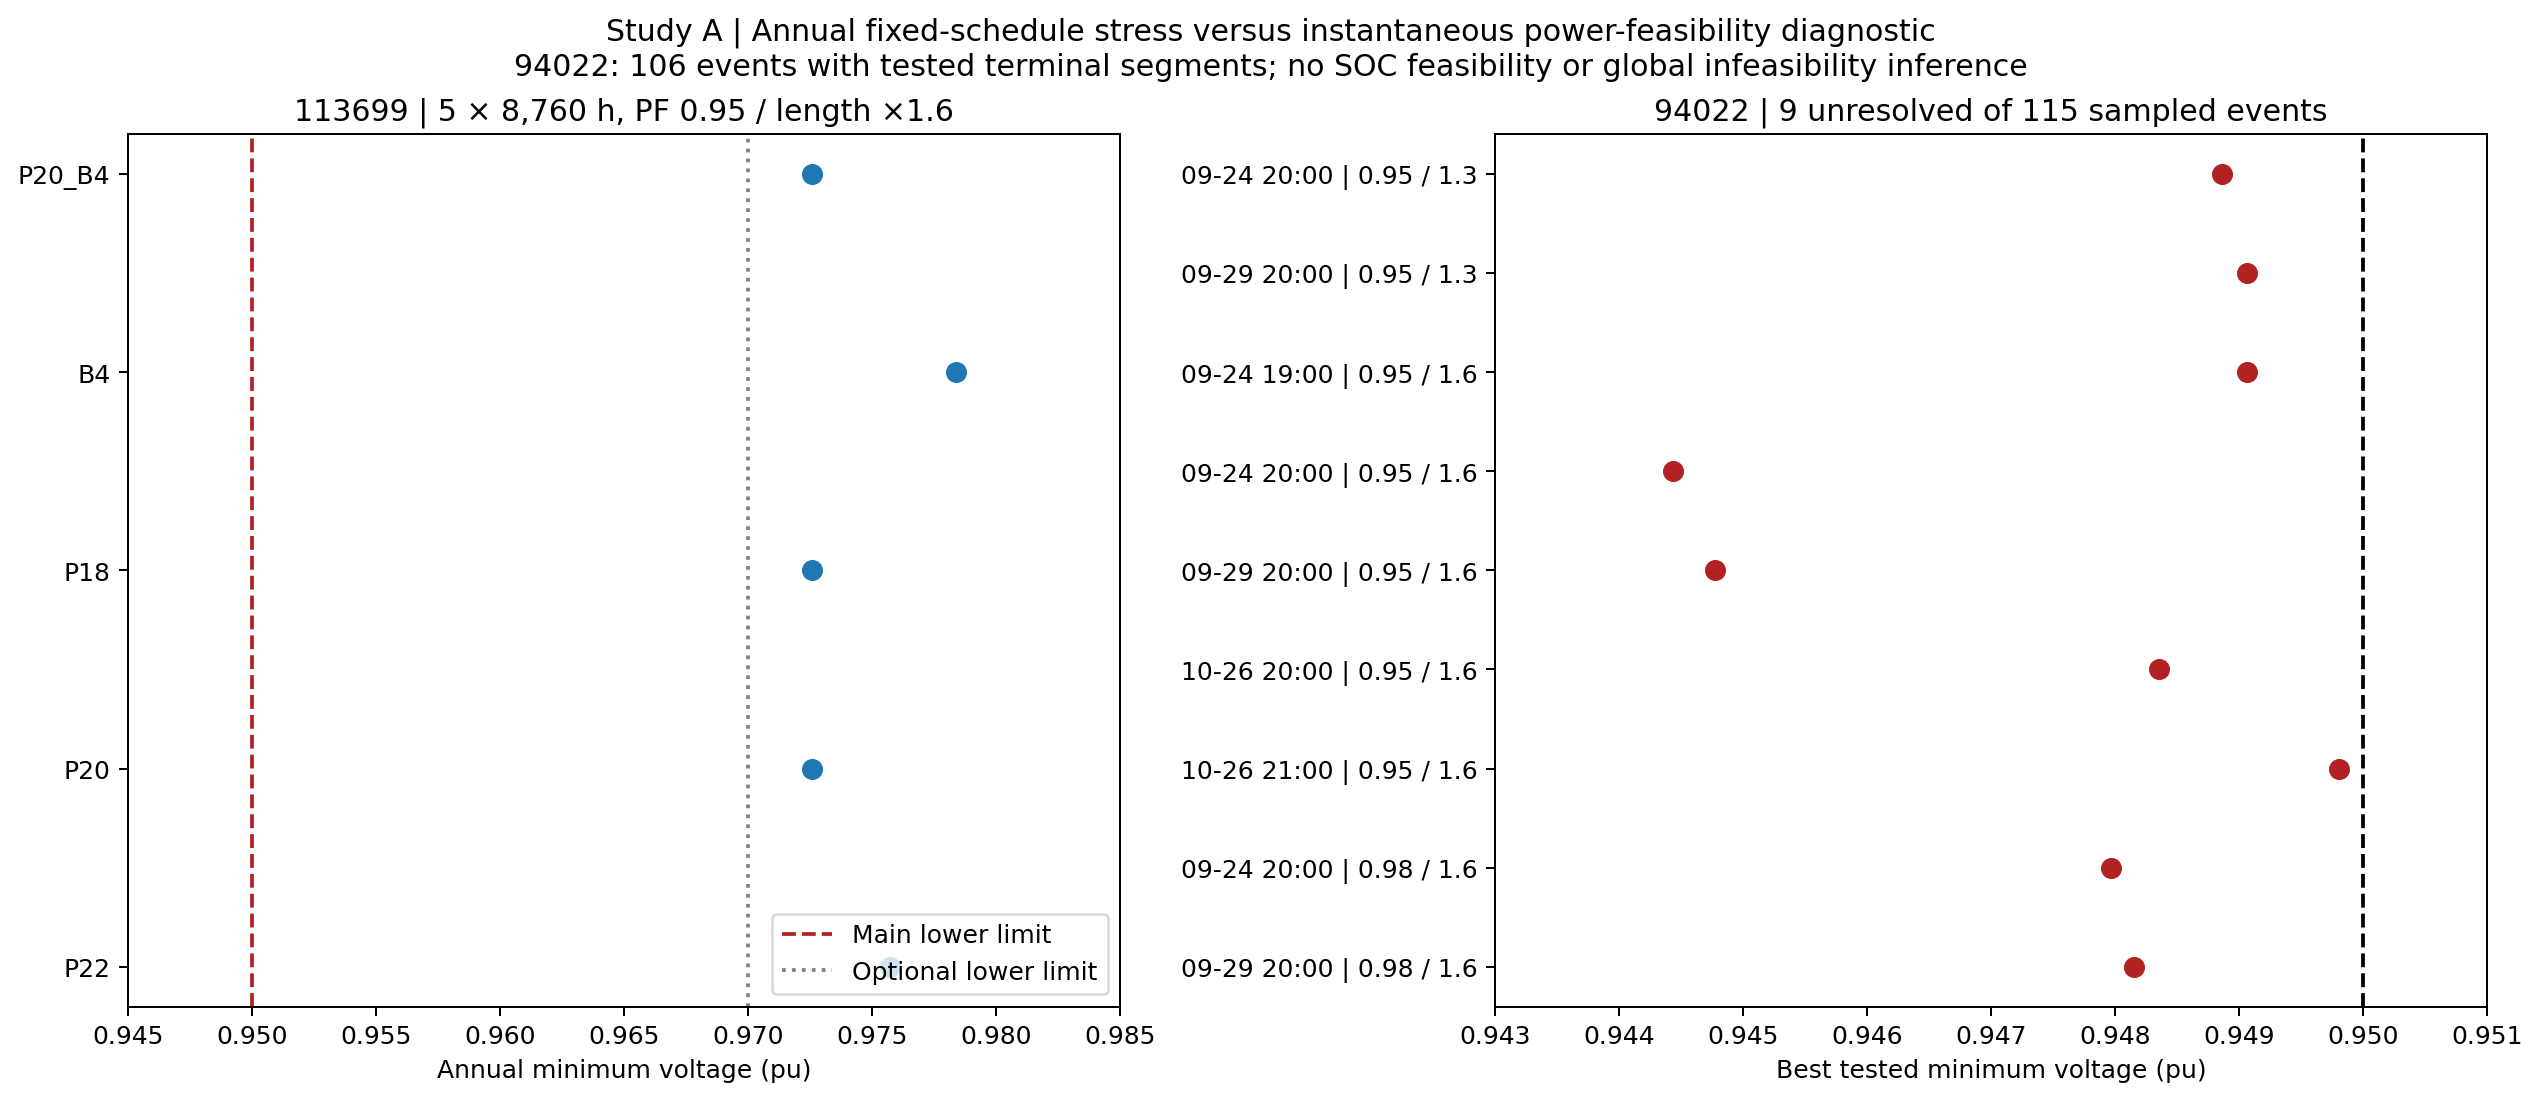 Study A | Annual fixed-schedule stress versus instantaneous power-feasibility diagnostic
94022: 106 events with tested terminal segments; no SOC feasibility or global infeasibility inference
113699 | 5 × 8,760 h, PF 0.95 / length ×1.6
P20_B4
B4
P18
P20
P22
Main lower limit
Optional lower limit
0.945 0.950 0.955 0.960 0.965 0.970 0.975 0.980 0.985
Annual minimum voltage (pu)
94022 | 9 unresolved of 115 sampled events
09-24 20:00 | 0.95 / 1.3
09-29 20:00 | 0.95 / 1.3
09-24 19:00 | 0.95 / 1.6
09-24 20:00 | 0.95 / 1.6
09-29 20:00 | 0.95 / 1.6
10-26 20:00 | 0.95 / 1.6
10-26 21:00 | 0.95 / 1.6
09-24 20:00 | 0.98 / 1.6
09-29 20:00 | 0.98 / 1.6
0.943 0.944 0.945 0.946 0.947 0.948 0.949 0.950 0.951
Best tested minimum voltage (pu)